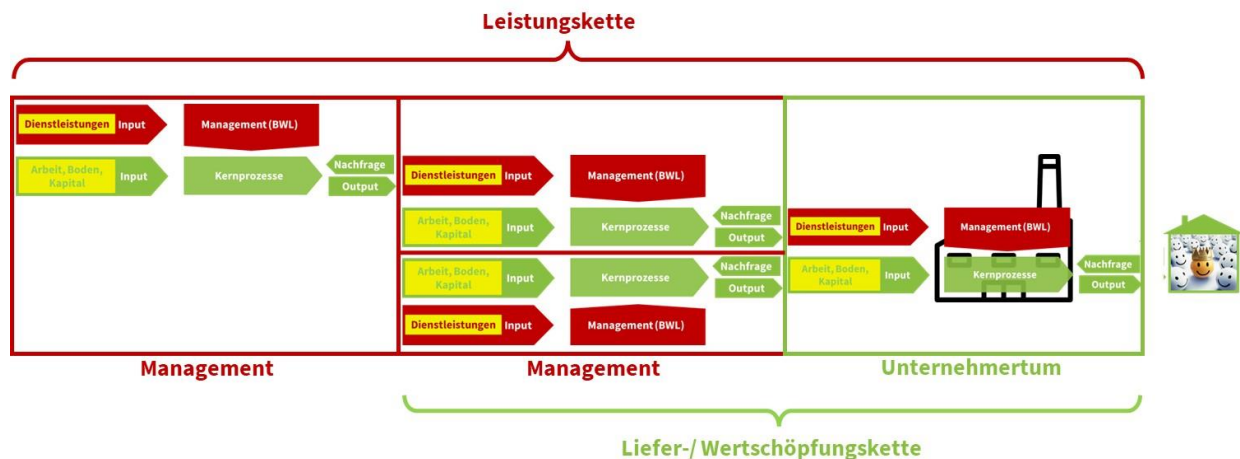 Leistungskette
Dienstleistungen Input
Management (BWL)
Arbeit, Boden,
Kapital
Input
Kernprozesse
Nachfrage
Output
Dienstleistungen Input
Management (BWL)
Arbeit, Boden,
Kapital
Input
Kernprozesse
Nachfrage
Output
Arbeit, Boden,
Kapital
Input
Kernprozesse
Nachfrage
Output
Dienstleistungen Input
Management (BWL)
Dienstleistungen Input
Management (BWL)
Arbeit, Boden,
Kapital
Input
Kernprozesse
Nachfrage
Output
Management
Management
Unternehmertum
Liefer-/ Wertschöpfungskette